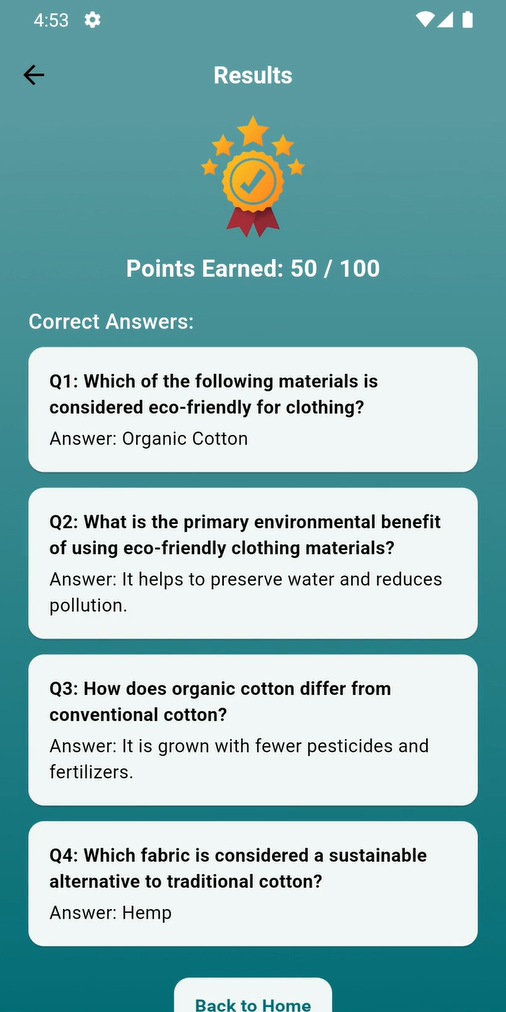 4:53
Results
Points Earned: 50 / 100
Correct Answers:
Q1: Which of the following materials is
considered eco-friendly for clothing?
Answer: Organic Cotton
Q2: What is the primary environmental benefit
of using eco-friendly clothing materials?
Answer: It helps to preserve water and reduces
pollution.
Q3: How does organic cotton differ from
conventional cotton?
Answer: It is grown with fewer pesticides and
fertilizers.
Q4: Which fabric is considered a sustainable
alternative to traditional cotton?
Answer: Hemp
Back to Home